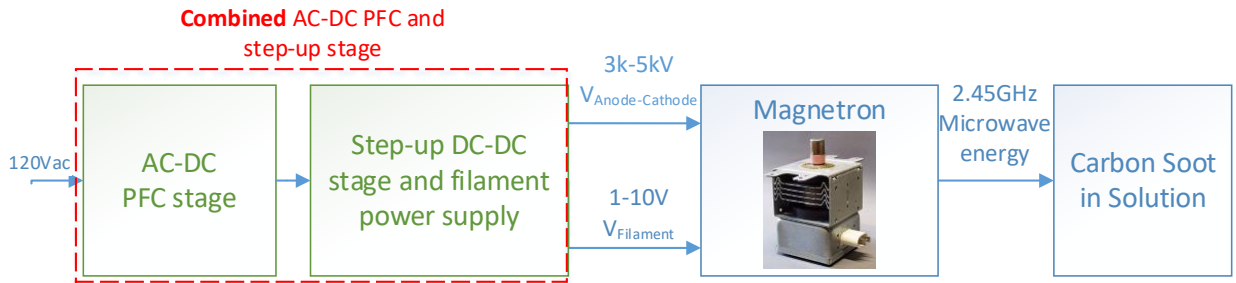 Combined AC-DC PFC and
step-up stage
120Vac
AC-DC
PFC stage
Step-up DC-DC
stage and filament
power supply
3k-5kV
VAnode-Cathode
1-10V
VFilament
Magnetron
2.45GHz
Microwave
energy
Carbon Soot
in Solution